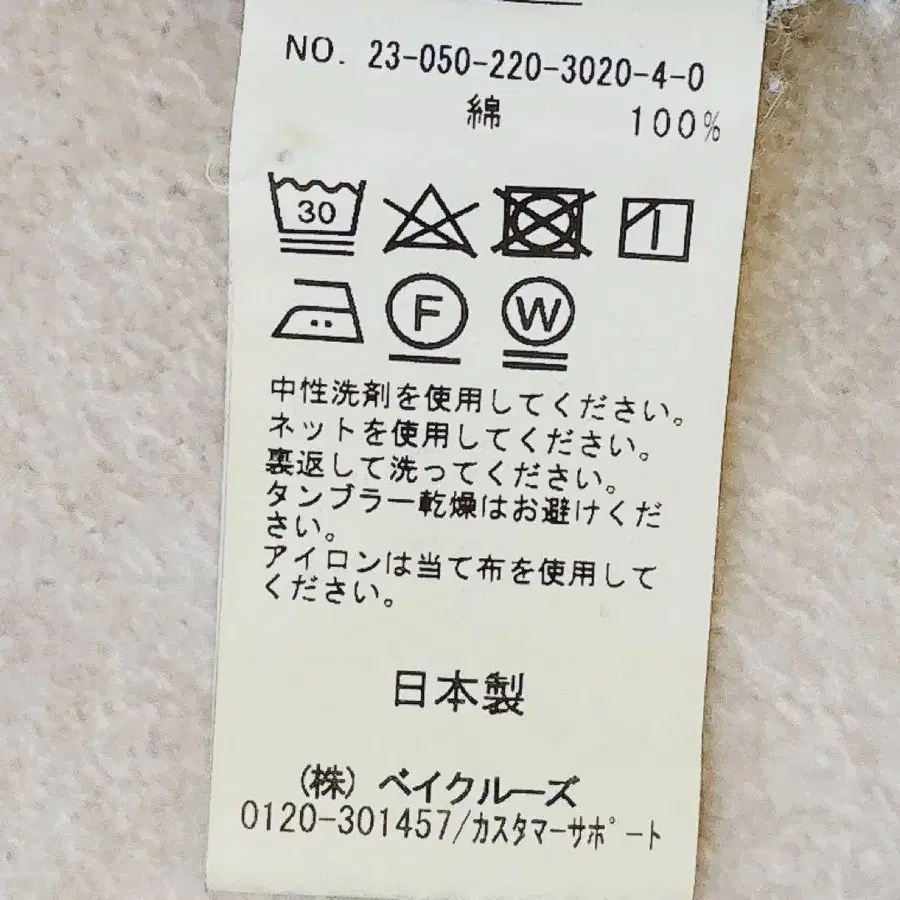 NO. 23-050-220-3020-4-0
綿 100%
30
F W
中性洗剤を使用してください。
ネットを使用してください。
裏返して洗ってください。
タンブラー乾燥はお避けくだ
さい。
アイロンは当て布を使用して
ください。
日本製
(株) ベイクルーズ
0120-301457/カスタマーサポート